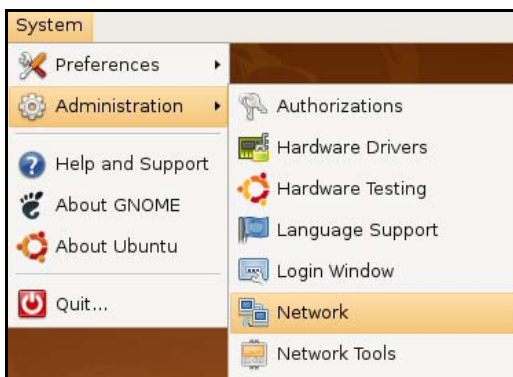 System
Preferences
Administration
Help and Support
About GNOME
About Ubuntu
Quit...
Authorizations
Hardware Drivers
Hardware Testing
Language Support
Login Window
Network
Network Tools